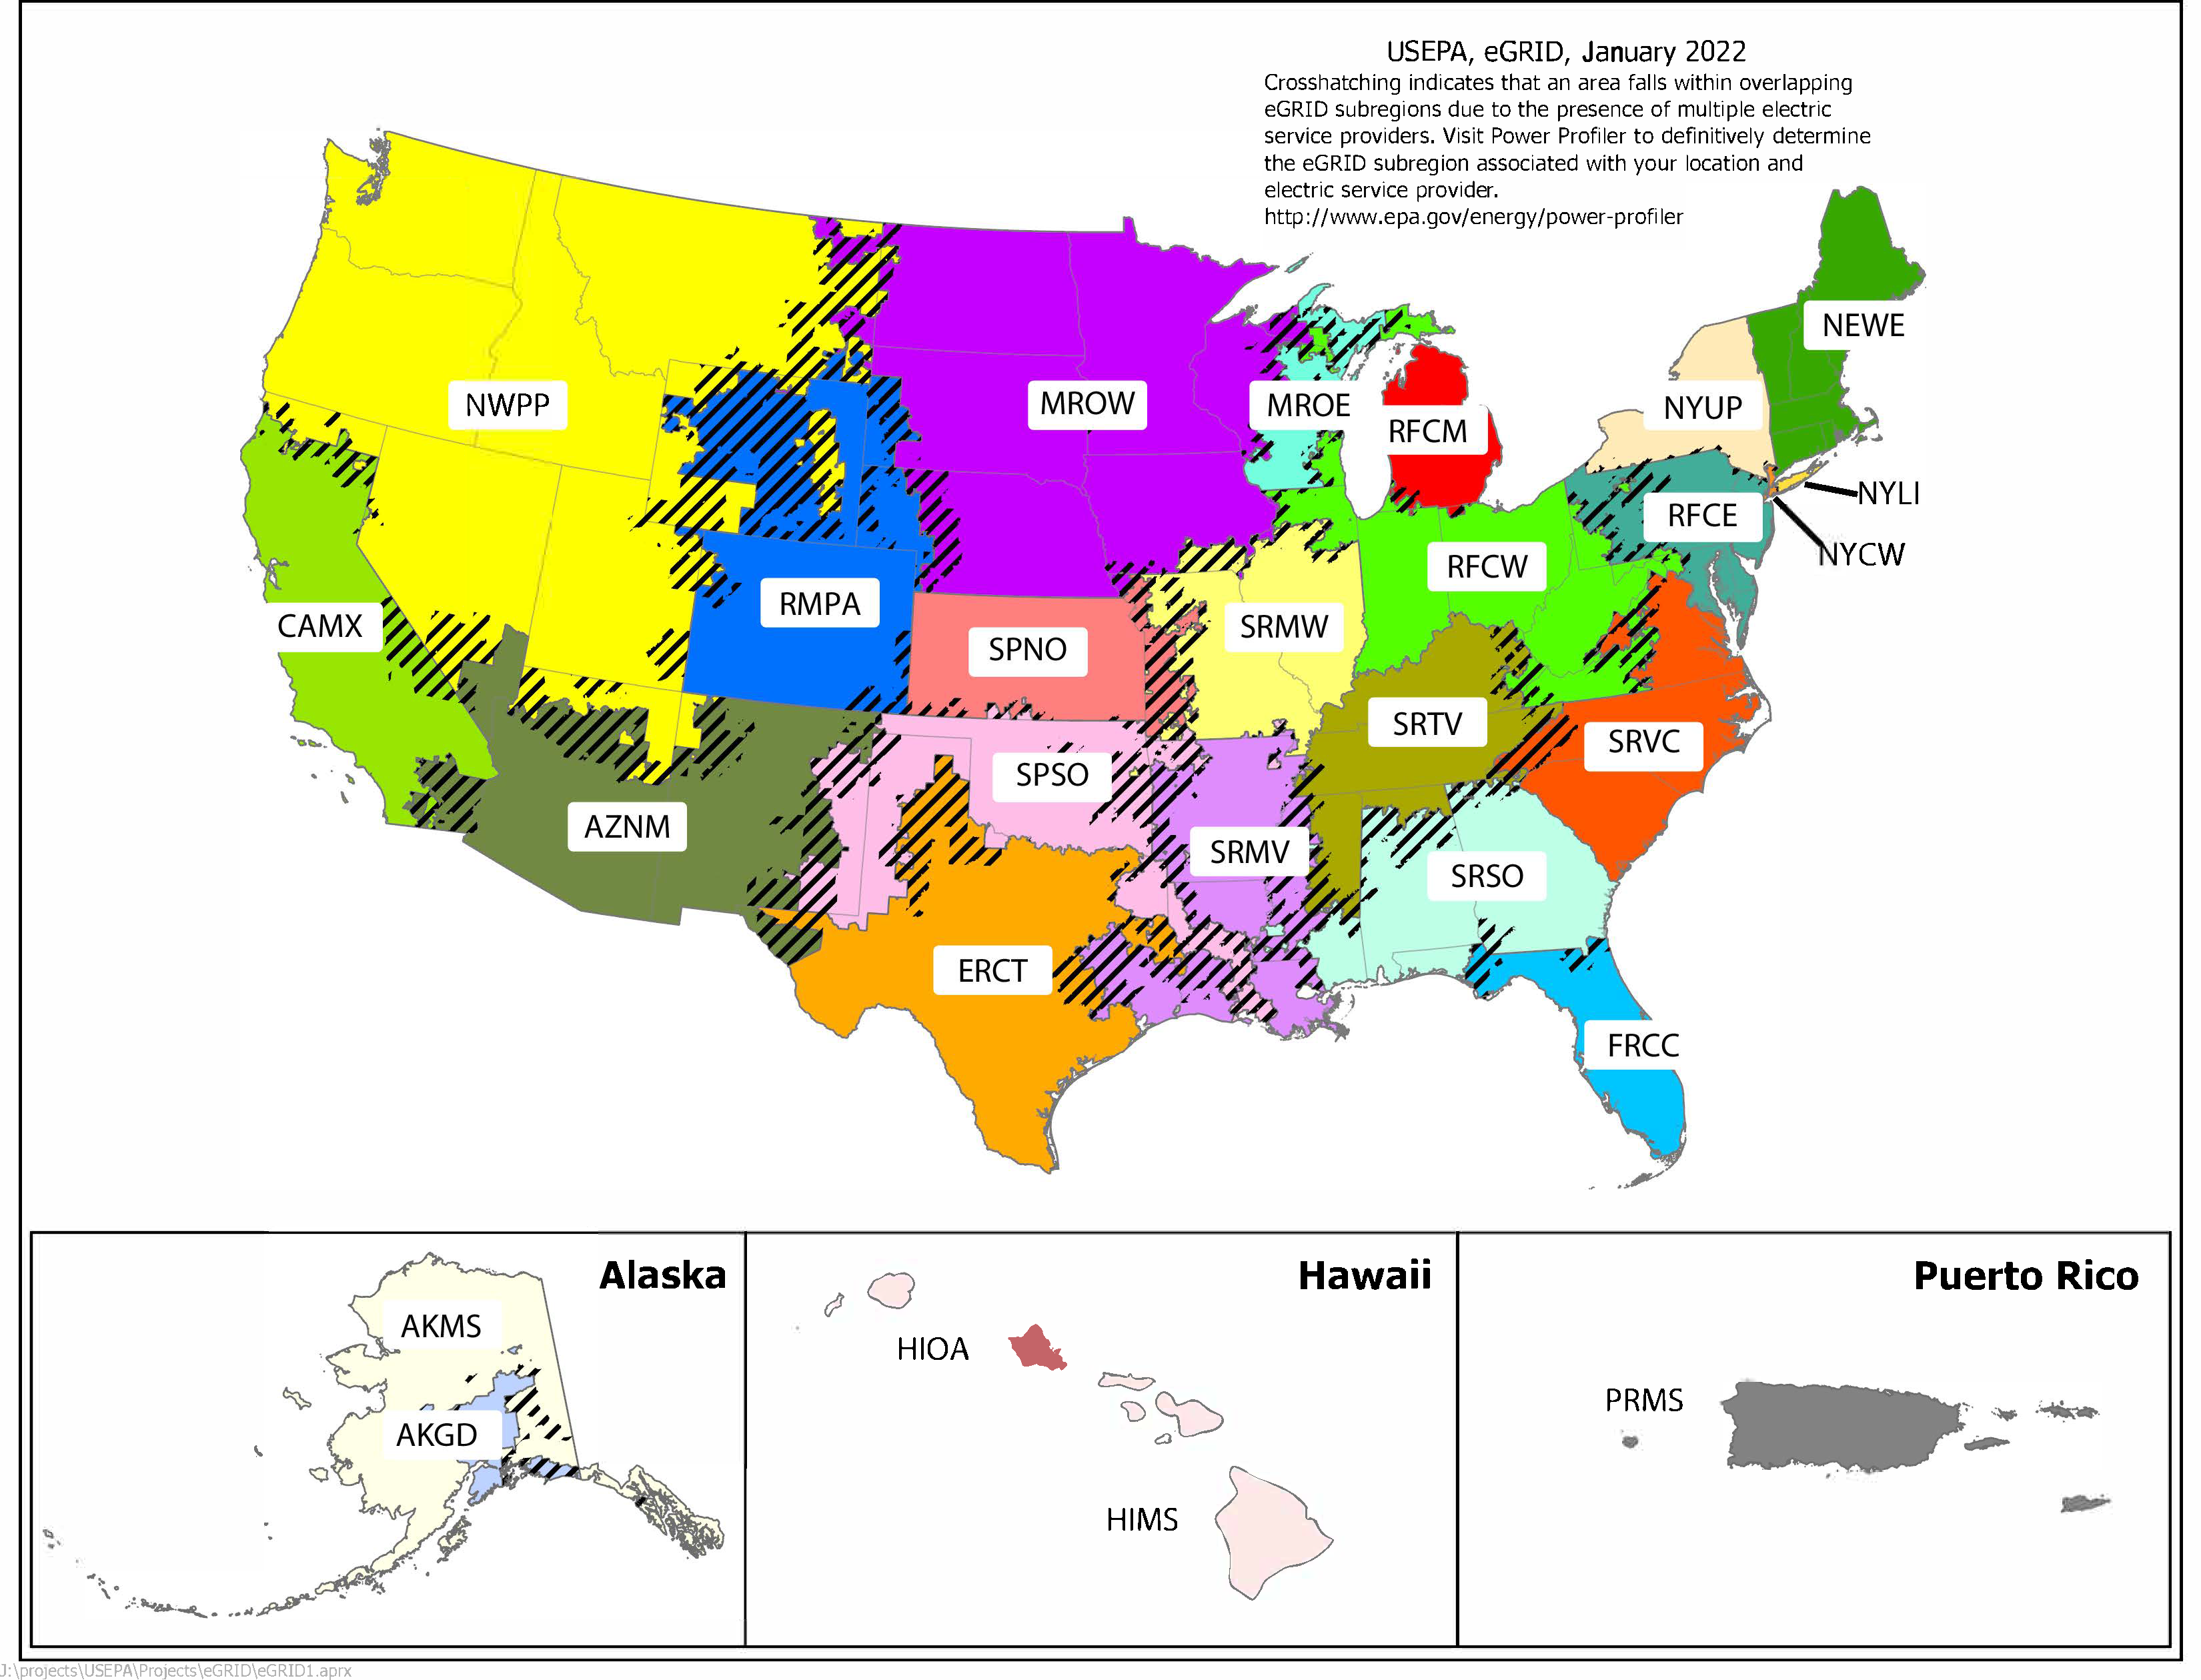 USEPA, eGRID, January 2022
Crosshatching indicates that an area falls within overlapping
eGRID subregions due to the presence of multiple electric
service providers. Visit Power Profiler to definitively determine
the eGRID subregion associated with your location and
electric service provider.
http://www.epa.gov/energy/power-profiler
NEWE
NWPP
MROW
MROE
RFCM
NYUP
NYLI
RFCE
NYCW
RFCW
RMPA
CAMX
SRMW
SPNO
SRTV
SRVC
SPSO
AZNM
SRMV
SRSO
ERCT
FRCC
Alaska
AKMS
AKGD
Hawaii
HIOA
HIMS
Puerto Rico
PRMS
J:\projects\USEPA\Projects\eGRID\eGRID1.aprx